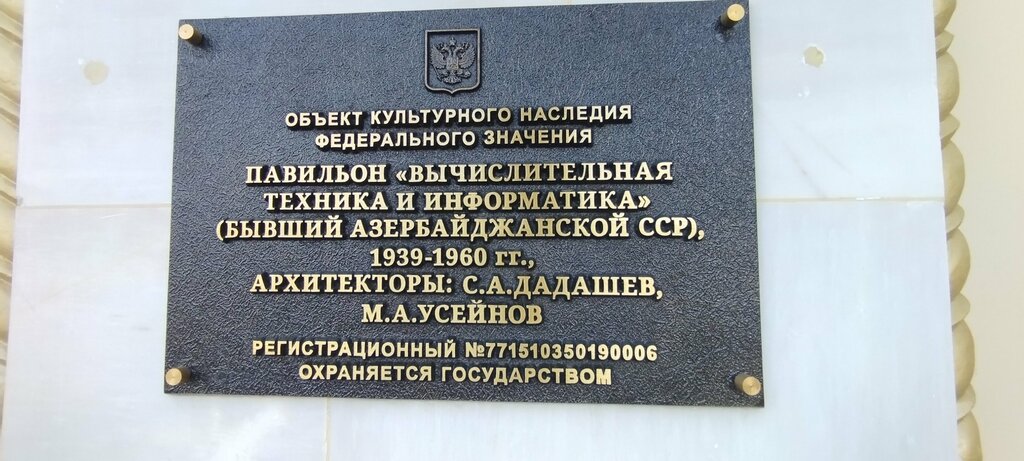 ОБЪЕКТ КУЛЬТУРНОГО НАСЛЕДИЯ
ФЕДЕРАЛЬНОГО ЗНАЧЕНИЯ
ПАВИЛЬОН «ВЫЧИСЛИТЕЛЬНАЯ
ТЕХНИКА И ИНФОРМАТИКА»
(БЫВШИЙ АЗЕРБАЙДЖАНСКОЙ ССР),
1939-1960 гг.,
АРХИТЕКТОРЫ: С.А.ДАДАШЕВ,
М.А.УСЕЙНОВ
РЕГИСТРАЦИОННЫЙ №771510350190006
ОХРАНЯЕТСЯ ГОСУДАРСТВОМ